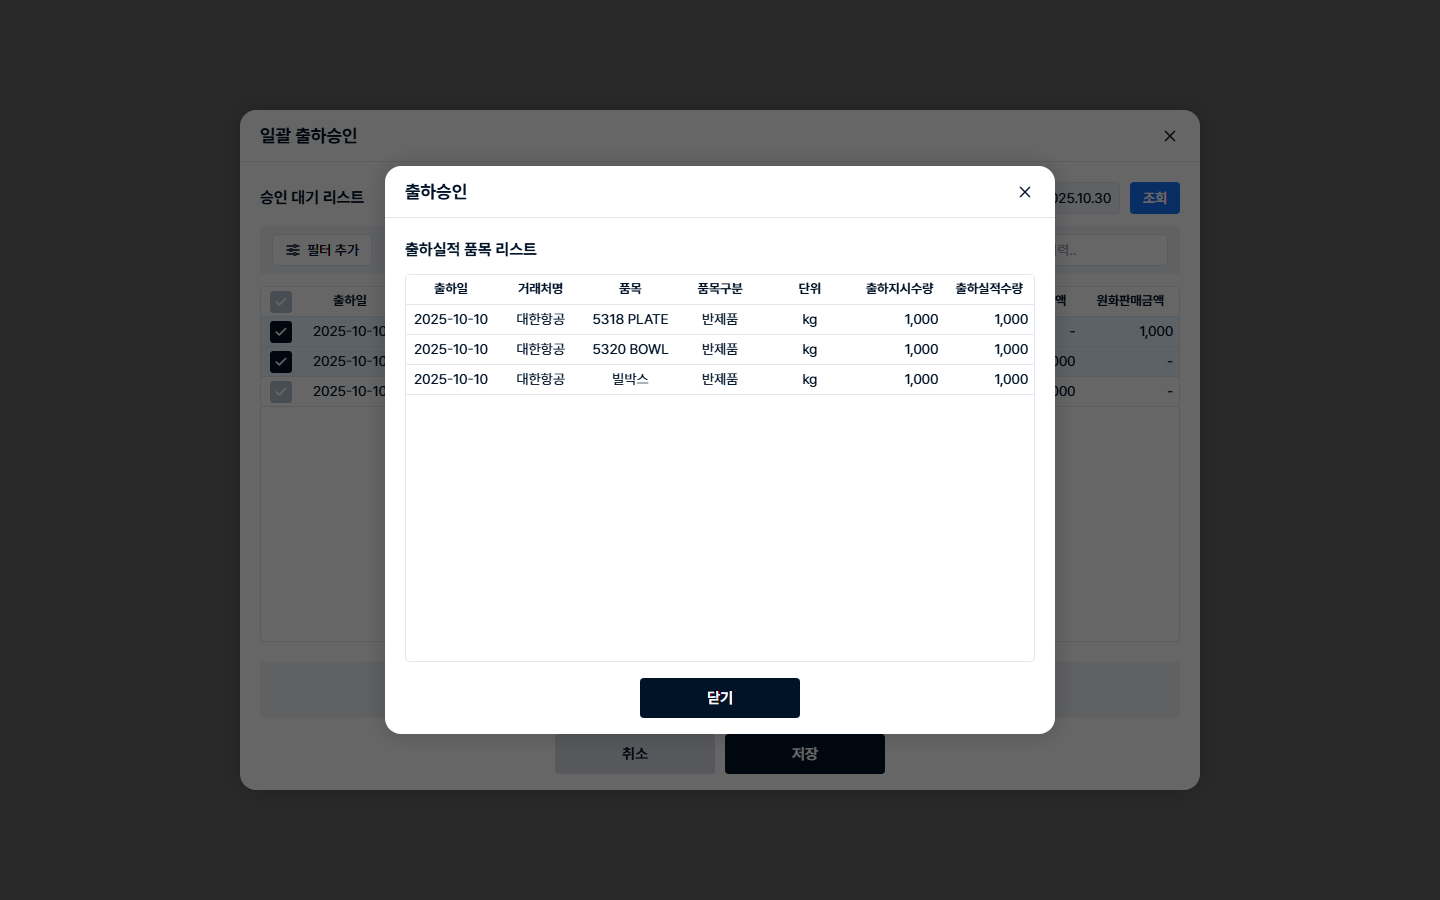 일괄 출하승인
승인 대기 리스트
025.10.30
조회
필터 추가
출하일
액
원화판매금액
2025-10-10
-
1,000
2025-10-10
000
-
2025-10-10
000
-
취소
저장
출하승인
출하실적 품목 리스트
출하일 거래처명 품목 품목구분 단위 출하지시수량 출하실적수량
2025-10-10 대한항공 5318 PLATE 반제품 kg 1,000 1,000
2025-10-10 대한항공 5320 BOWL 반제품 kg 1,000 1,000
2025-10-10 대한항공 빌박스 반제품 kg 1,000 1,000
닫기